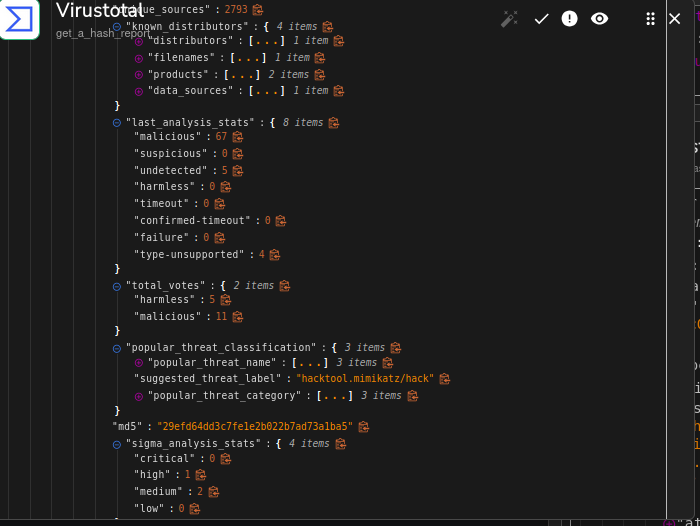 Virustotal
get_a_hash_report
que_sources" : 2793
"known_distributors" : { 4 items
"distributors" : [...] 1 item
"filenames" : [...] 1 item
"products" : [...] 2 items
"data_sources" : [...] 1 item
}
"last_analysis_stats" : { 8 items
"malicious" : 67
"suspicious" : 0
"undetected" : 5
"harmless" : 0
"timeout" : 0
"confirmed-timeout" : 0
"failure" : 0
"type-unsupported" : 4
}
"total_votes" : { 2 items
"harmless" : 5
"malicious" : 11
}
"popular_threat_classification" : { 3 items
"popular_threat_name" : [...] 3 items
"suggested_threat_label" : "hacktool.mimikatz/hack"
"popular_threat_category" : [...] 3 items
}
"md5" : "29efd64dd3c7fe1e2b022b7ad73a1ba5"
"sigma_analysis_stats" : { 4 items
"critical" : 0
"high" : 1
"medium" : 2
"low" : 0